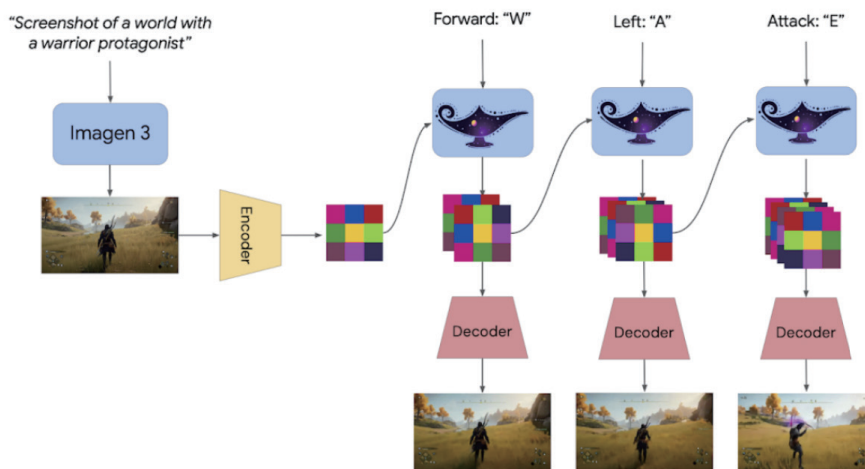 "Screenshot of a world with
a warrior protagonist"
Forward: "W"
Left: "A"
Attack: "E"
Imagen 3
Encoder
Decoder
Decoder
Decoder